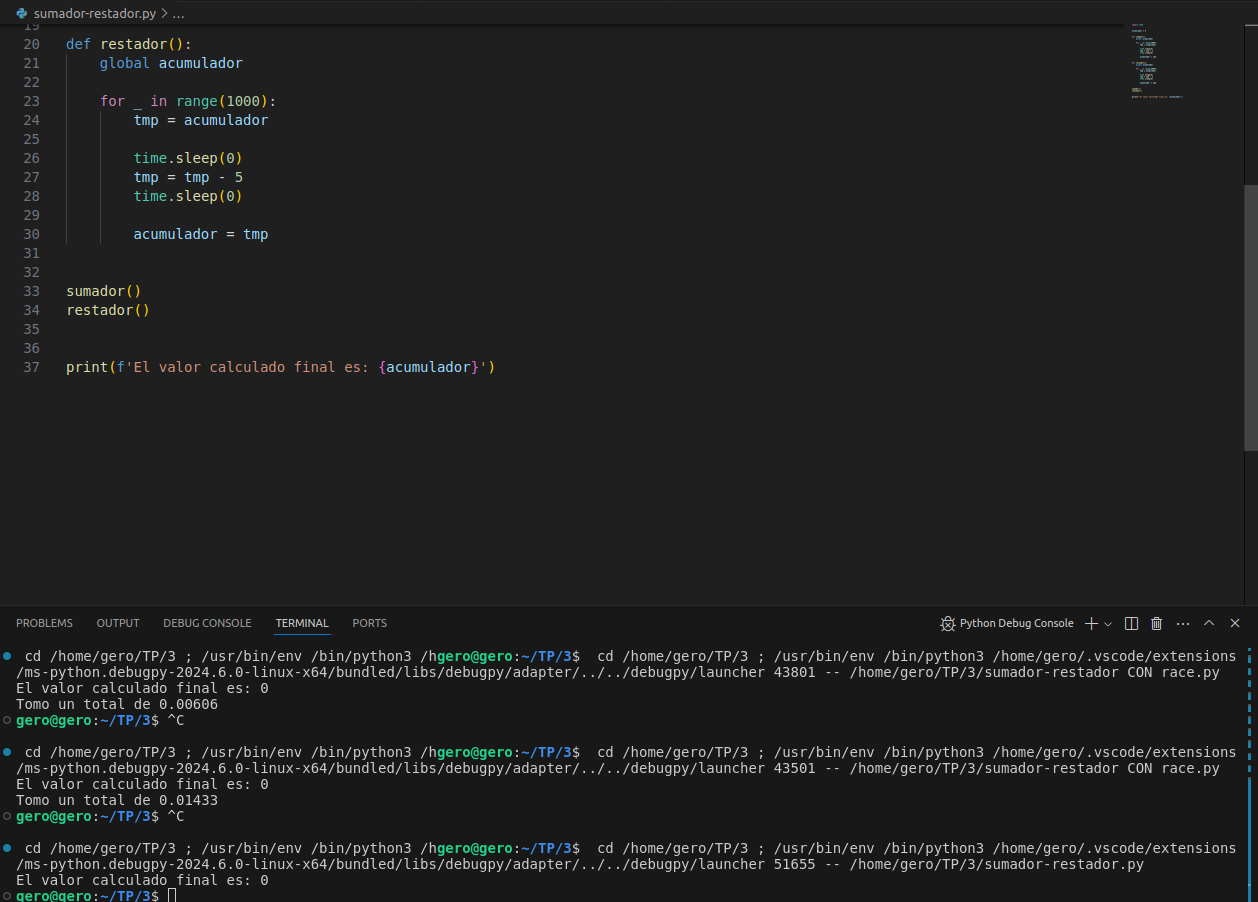 sumador-restador.py > ...
19
20 def restador():
21     global acumulador
22
23     for _ in range(1000):
24         tmp = acumulador
25
26         time.sleep(0)
27         tmp = tmp - 5
28         time.sleep(0)
29
30         acumulador = tmp
31
32
33 sumador()
34 restador()
35
36
37 print(f'El valor calculado final es: {acumulador}')
PROBLEMS OUTPUT DEBUG CONSOLE TERMINAL PORTS Python Debug Console
cd /home/gero/TP/3 ; /usr/bin/env /bin/python3 /hgero@gero:~/TP/3$  cd /home/gero/TP/3 ; /usr/bin/env /bin/python3 /home/gero/.vscode/extensions
/ms-python.debugpy-2024.6.0-linux-x64/bundled/libs/debugpy/adapter/../../debugpy/launcher 43801 -- /home/gero/TP/3/sumador-restador CON race.py
El valor calculado final es: 0
Tomo un total de 0.00606
gero@gero:~/TP/3$ ^C
cd /home/gero/TP/3 ; /usr/bin/env /bin/python3 /hgero@gero:~/TP/3$  cd /home/gero/TP/3 ; /usr/bin/env /bin/python3 /home/gero/.vscode/extensions
/ms-python.debugpy-2024.6.0-linux-x64/bundled/libs/debugpy/adapter/../../debugpy/launcher 43501 -- /home/gero/TP/3/sumador-restador CON race.py
El valor calculado final es: 0
Tomo un total de 0.01433
gero@gero:~/TP/3$ ^C
cd /home/gero/TP/3 ; /usr/bin/env /bin/python3 /hgero@gero:~/TP/3$  cd /home/gero/TP/3 ; /usr/bin/env /bin/python3 /home/gero/.vscode/extensions
/ms-python.debugpy-2024.6.0-linux-x64/bundled/libs/debugpy/adapter/../../debugpy/launcher 51655 -- /home/gero/TP/3/sumador-restador.py
El valor calculado final es: 0
gero@gero:~/TP/3$